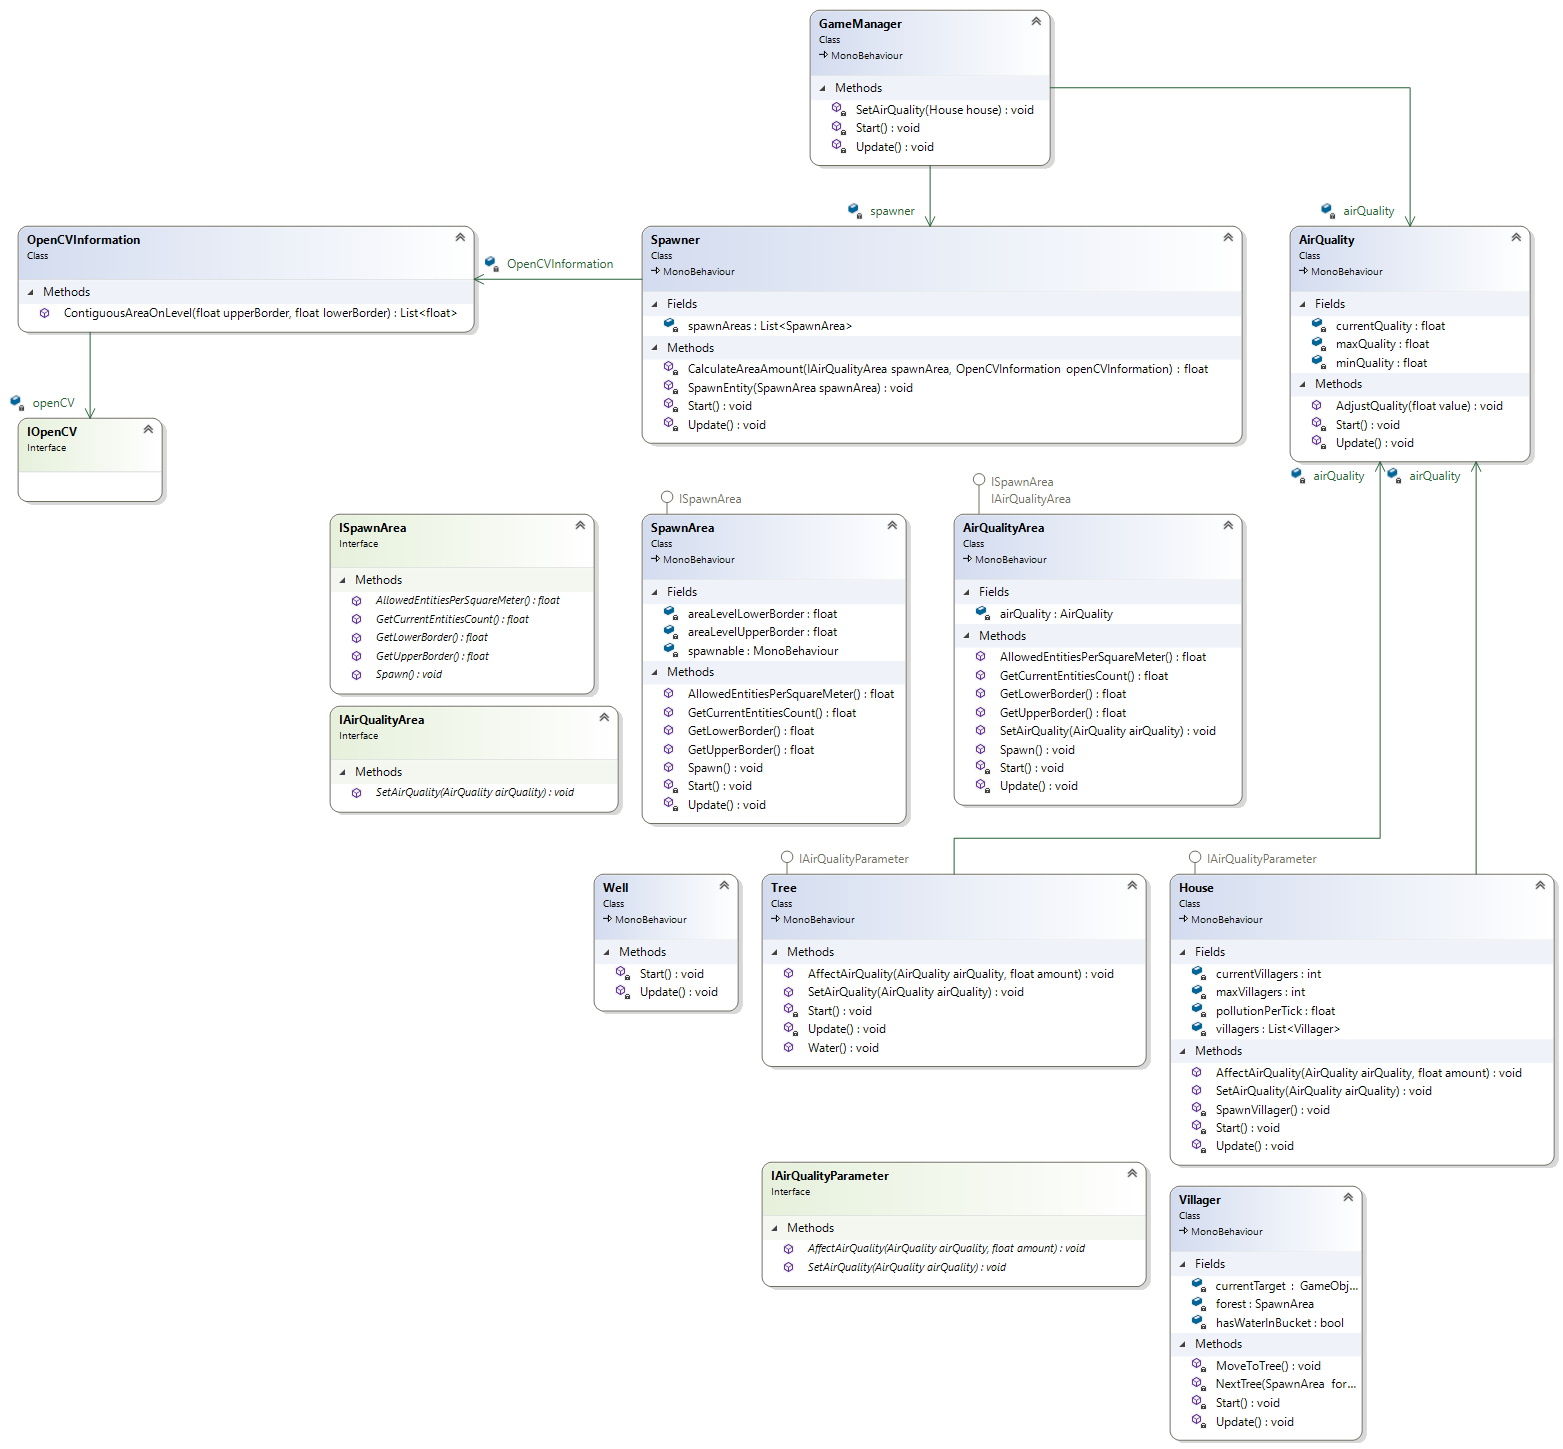 GameManager
Class
MonoBehaviour
Methods
SetAirQuality(House house) : void
Start() : void
Update() : void
spawner
airQuality
OpenCVInformation
Class
Methods
ContiguousAreaOnLevel(float upperBorder, float lowerBorder) : List<float>
OpenCVInformation
Spawner
Class
MonoBehaviour
Fields
spawnAreas : List<SpawnArea>
Methods
CalculateAreaAmount(IAirQualityArea spawnArea, OpenCVInformation openCVInformation) : float
SpawnEntity(SpawnArea spawnArea) : void
Start() : void
Update() : void
AirQuality
Class
MonoBehaviour
Fields
currentQuality : float
maxQuality : float
minQuality : float
Methods
AdjustQuality(float value) : void
Start() : void
Update() : void
openCV
IOpenCV
Interface
airQuality
airQuality
ISpawnArea
Interface
Methods
AllowedEntitiesPerSquareMeter() : float
GetCurrentEntitiesCount() : float
GetLowerBorder() : float
GetUpperBorder() : float
Spawn() : void
IAirQualityArea
Interface
Methods
SetAirQuality(AirQuality airQuality) : void
ISpawnArea
SpawnArea
Class
MonoBehaviour
Fields
areaLevelLowerBorder : float
areaLevelUpperBorder : float
spawnable : MonoBehaviour
Methods
AllowedEntitiesPerSquareMeter() : float
GetCurrentEntitiesCount() : float
GetLowerBorder() : float
GetUpperBorder() : float
Spawn() : void
Start() : void
Update() : void
ISpawnArea
IAirQualityArea
AirQualityArea
Class
MonoBehaviour
Fields
airQuality : AirQuality
Methods
AllowedEntitiesPerSquareMeter() : float
GetCurrentEntitiesCount() : float
GetLowerBorder() : float
GetUpperBorder() : float
SetAirQuality(AirQuality airQuality) : void
Spawn() : void
Start() : void
Update() : void
Well
Class
MonoBehaviour
Methods
Start() : void
Update() : void
IAirQualityParameter
Tree
Class
MonoBehaviour
Methods
AffectAirQuality(AirQuality airQuality, float amount) : void
SetAirQuality(AirQuality airQuality) : void
Start() : void
Update() : void
Water() : void
IAirQualityParameter
House
Class
MonoBehaviour
Fields
currentVillagers : int
maxVillagers : int
pollutionPerTick : float
villagers : List<Villager>
Methods
AffectAirQuality(AirQuality airQuality, float amount) : void
SetAirQuality(AirQuality airQuality) : void
SpawnVillager() : void
Start() : void
Update() : void
IAirQualityParameter
Interface
Methods
AffectAirQuality(AirQuality airQuality, float amount) : void
SetAirQuality(AirQuality airQuality) : void
Villager
Class
MonoBehaviour
Fields
currentTarget : GameObj...
forest : SpawnArea
hasWaterInBucket : bool
Methods
MoveToTree() : void
NextTree(SpawnArea for...
Start() : void
Update() : void